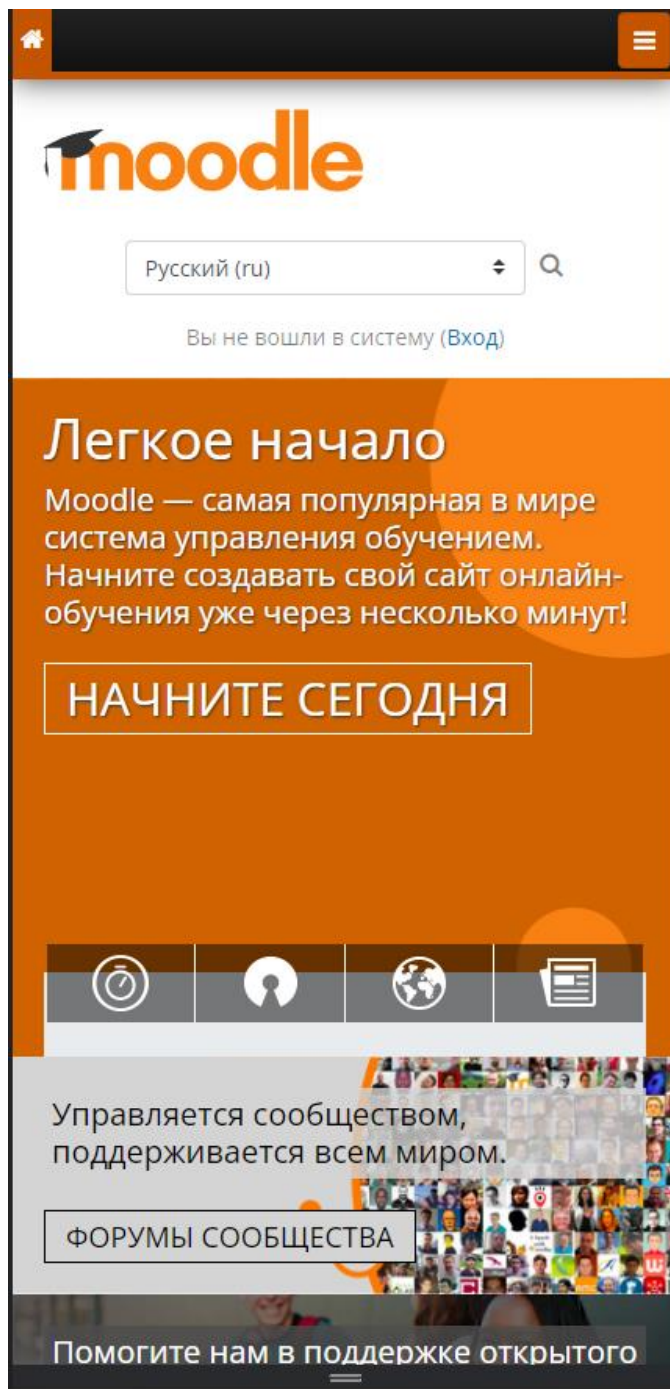 moodle
Русский (ru)
Вы не вошли в систему (Вход)
Легкое начало
Moodle — самая популярная в мире
система управления обучением.
Начните создавать свой сайт онлайн-
обучения уже через несколько минут!
НАЧНИТЕ СЕГОДНЯ
Управляется сообществом,
поддерживается всем миром.
ФОРУМЫ СООБЩЕСТВА
Помогите нам в поддержке открытого